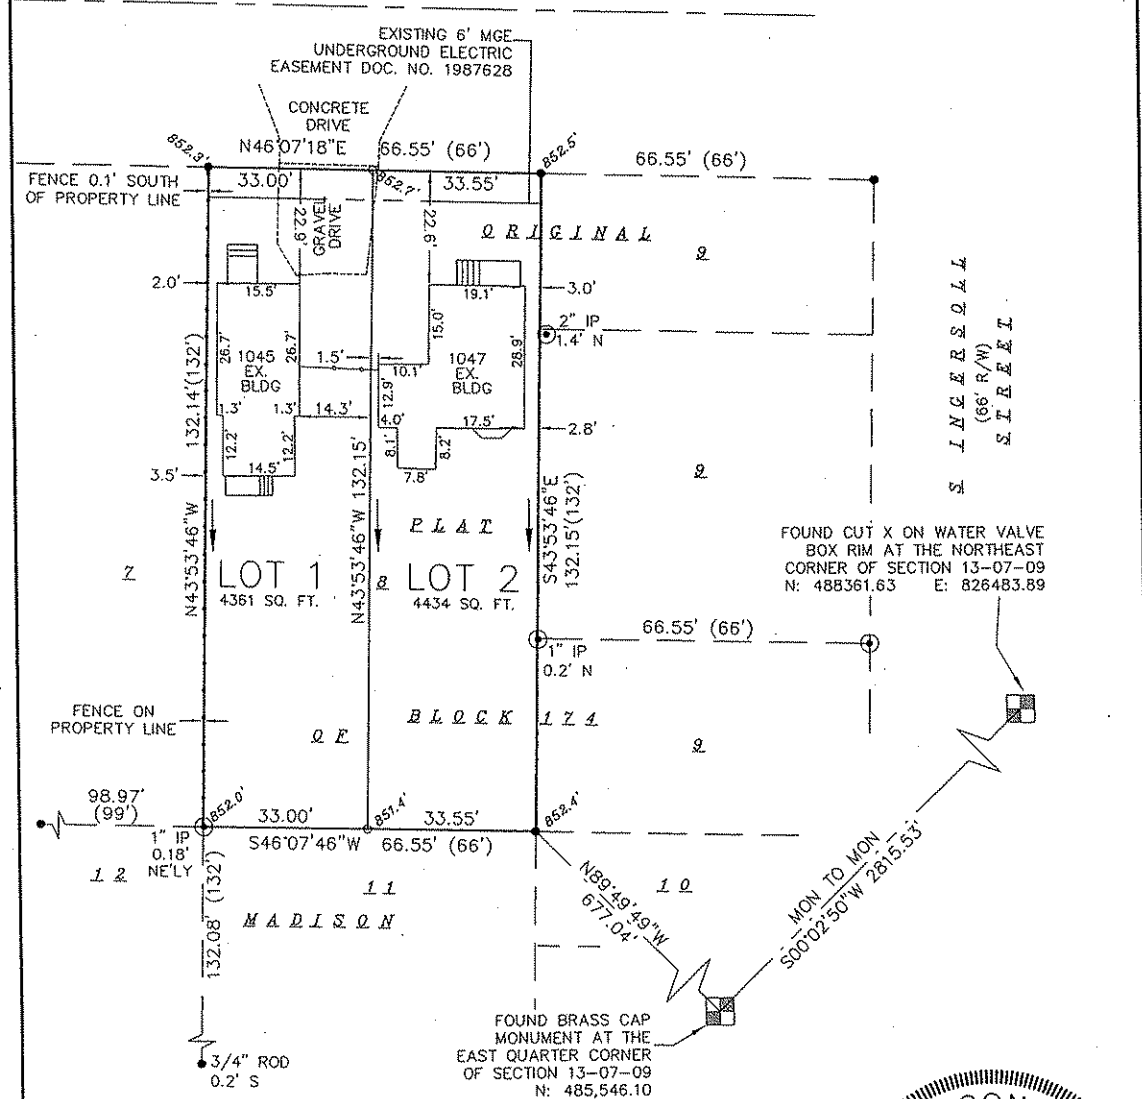 EXISTING 6' MGE
UNDERGROUND ELECTRIC
EASEMENT DOC. NO. 1987628
CONCRETE
DRIVE
852.3'
N46°07'18"E 66.55' (66')
852.5'
66.55' (66')
FENCE 0.1' SOUTH
OF PROPERTY LINE
33.00'
852.7'
33.55'
22.9'
GRAVEL
DRIVE
22.6'
ORIGINAL
9
2.0'
15.5'
19.1'
3.0'
2" IP
1.4' N
S INGERSOLL
(66' R/W)
STREET
132.14'(132')
26.7'
1045
EX.
BLDG
26.7'
1.5'
15.0'
10.1'
1047
EX.
BLDG
28.9'
1.3'
1.3'
14.3'
12.9'
4.0'
17.5'
2.8'
12.2'
12.2'
8.1'
8.2'
3.5'
14.5'
7.8'
9
N43°53'46"W
N43°53'46"W 132.15'
S43°53'46"E
132.15'(132')
PLAT
FOUND CUT X ON WATER VALVE
BOX RIM AT THE NORTHEAST
CORNER OF SECTION 13-07-09
N: 488361.63 E: 826483.89
7
LOT 1
4361 SQ. FT.
8
LOT 2
4434 SQ. FT.
66.55' (66')
1" IP
0.2' N
FENCE ON
PROPERTY LINE
OF
BLOCK 174
9
98.97'
(99')
852.0'
33.00'
851.4'
33.55'
852.4'
1" IP
0.18'
NE'LY
S46°07'46"W 66.55' (66')
12
11
10
MADISON
132.08' (132')
N89°49'49"W
677.04'
MON TO MON
S00°02'50"W 2815.53'
FOUND BRASS CAP
MONUMENT AT THE
EAST QUARTER CORNER
OF SECTION 13-07-09
N: 485,546.10
3/4" ROD
0.2' S
CON